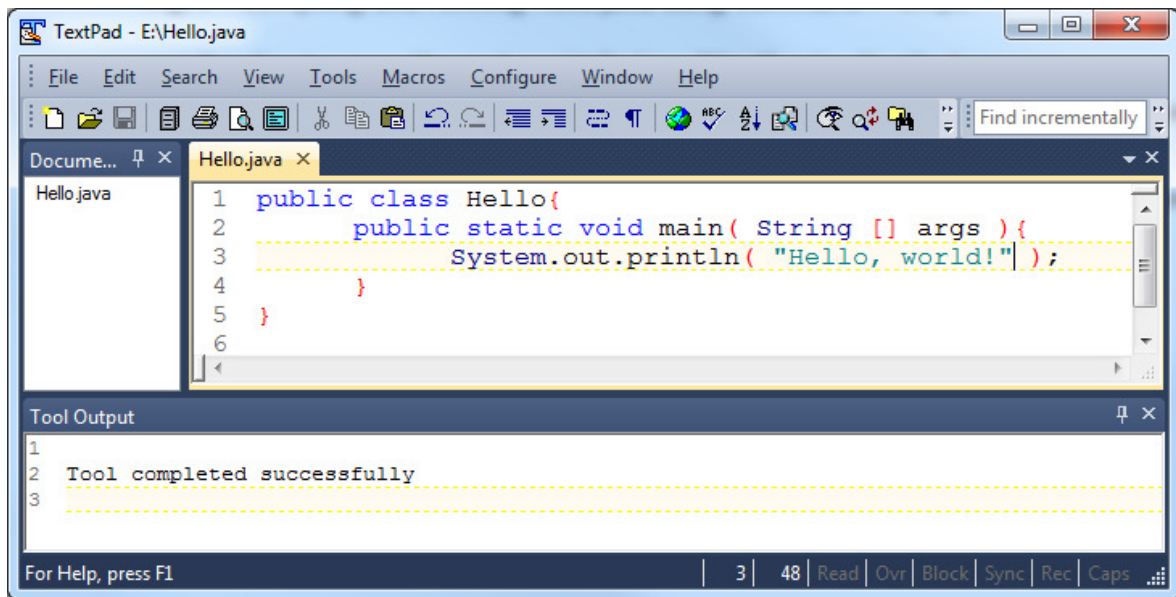 TextPad - E:\Hello.java
File Edit Search View Tools Macros Configure Window Help
Find incrementally
Docume...
Hello.java
Hello.java
1 public class Hello{
2 public static void main( String [] args ){
3 System.out.println( "Hello, world!" );
4 }
5 }
6
Tool Output
1
2 Tool completed successfully
3
For Help, press F1 3 48 Read Ovr Block Sync Rec Caps